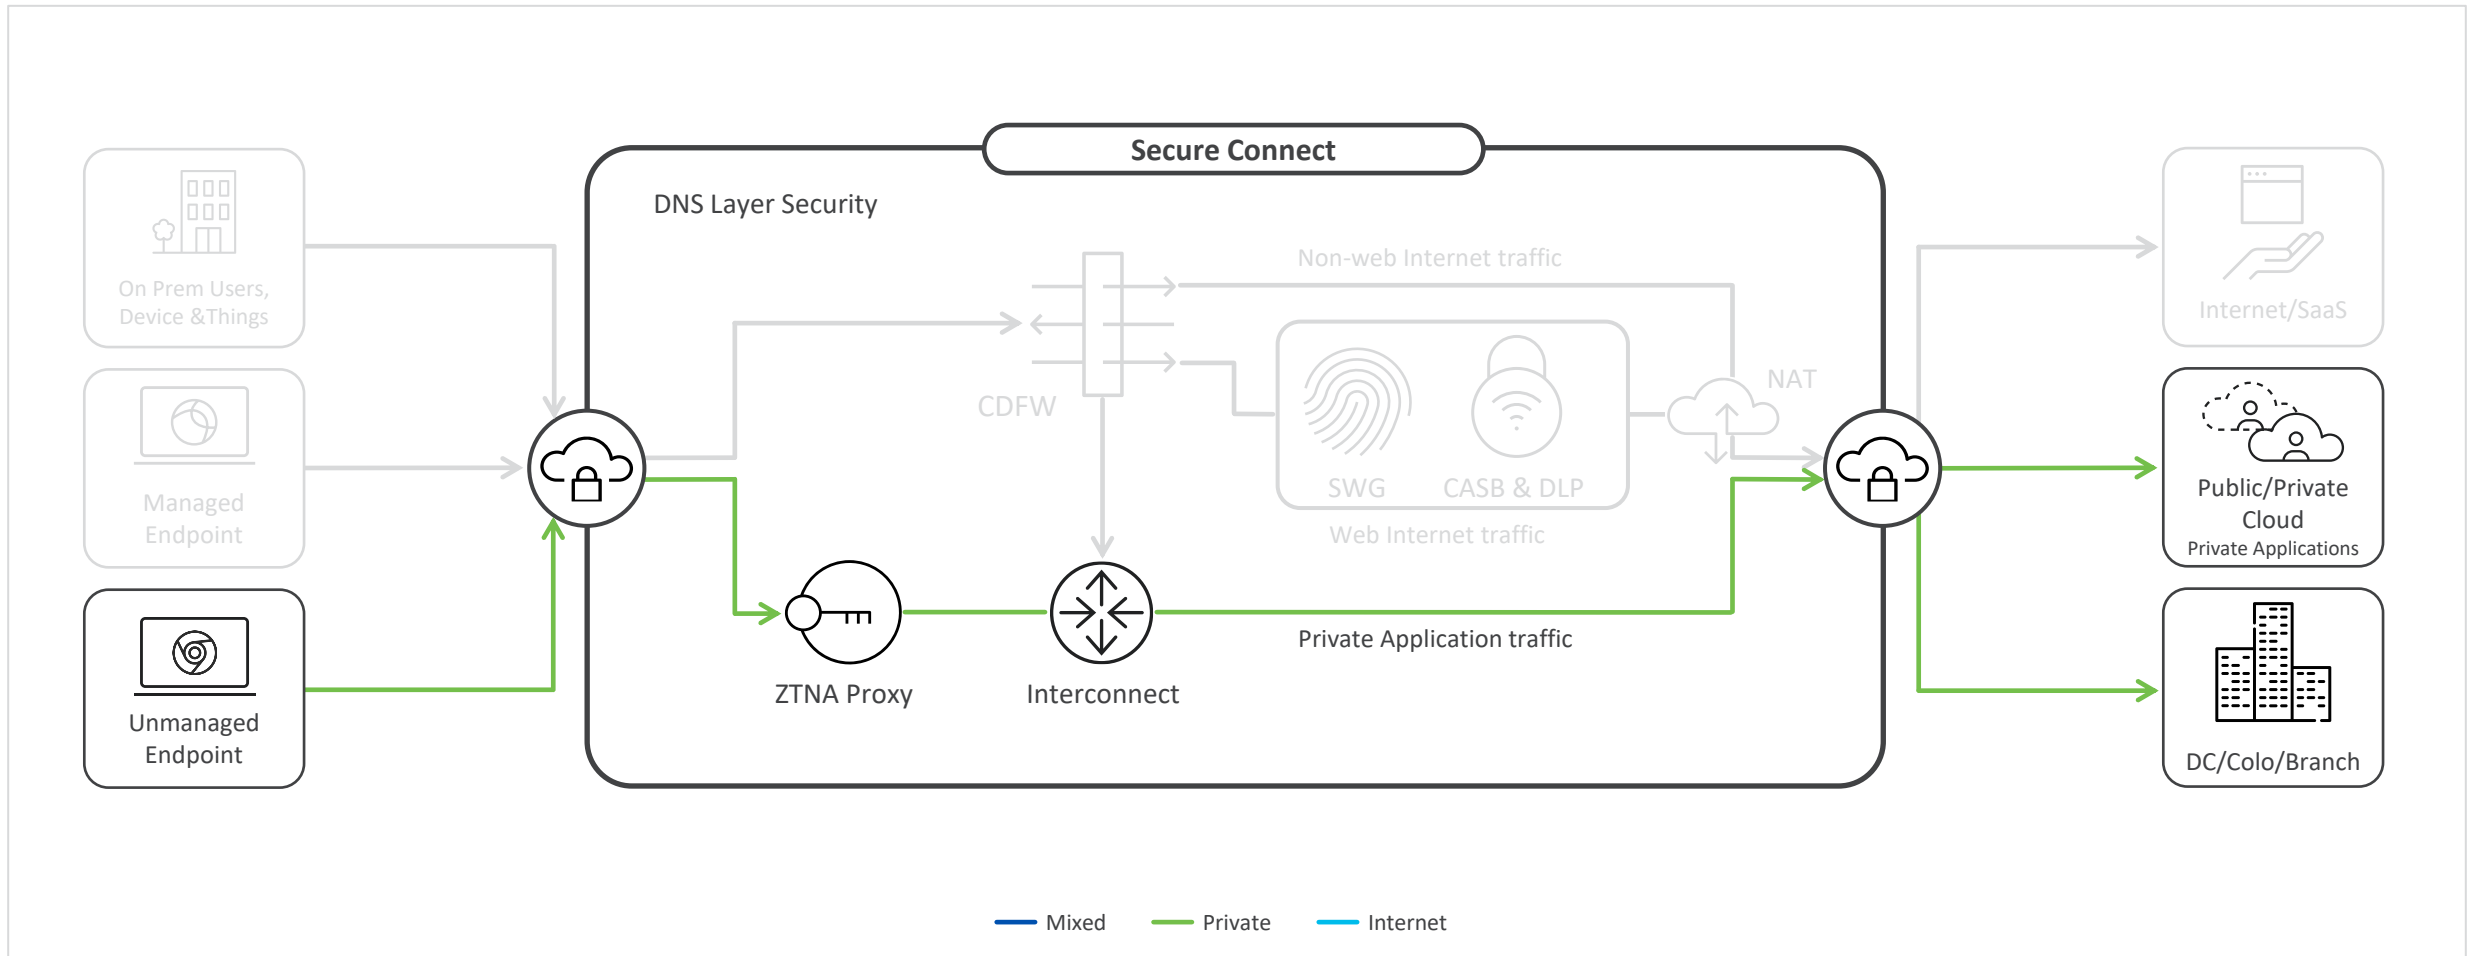 Secure Connect
DNS Layer Security
On Prem Users,
Device &Things
Managed
Endpoint
Unmanaged
Endpoint
Non-web Internet traffic
CDFW
SWG
CASB & DLP
Web Internet traffic
NAT
ZTNA Proxy
Interconnect
Private Application traffic
Internet/SaaS
Public/Private
Cloud
Private Applications
DC/Colo/Branch
Mixed
Private
Internet